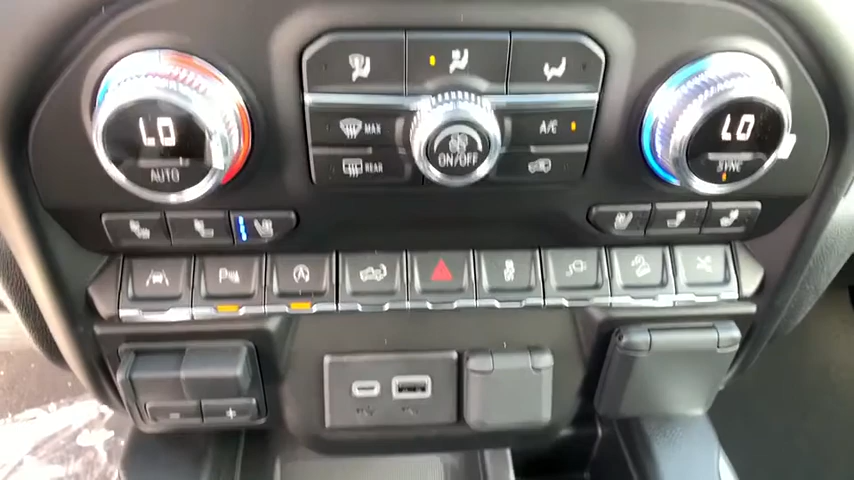 LO
AUTO
MAX
REAR
ON/OFF
A/C
LO
SYNC
P
A
- +